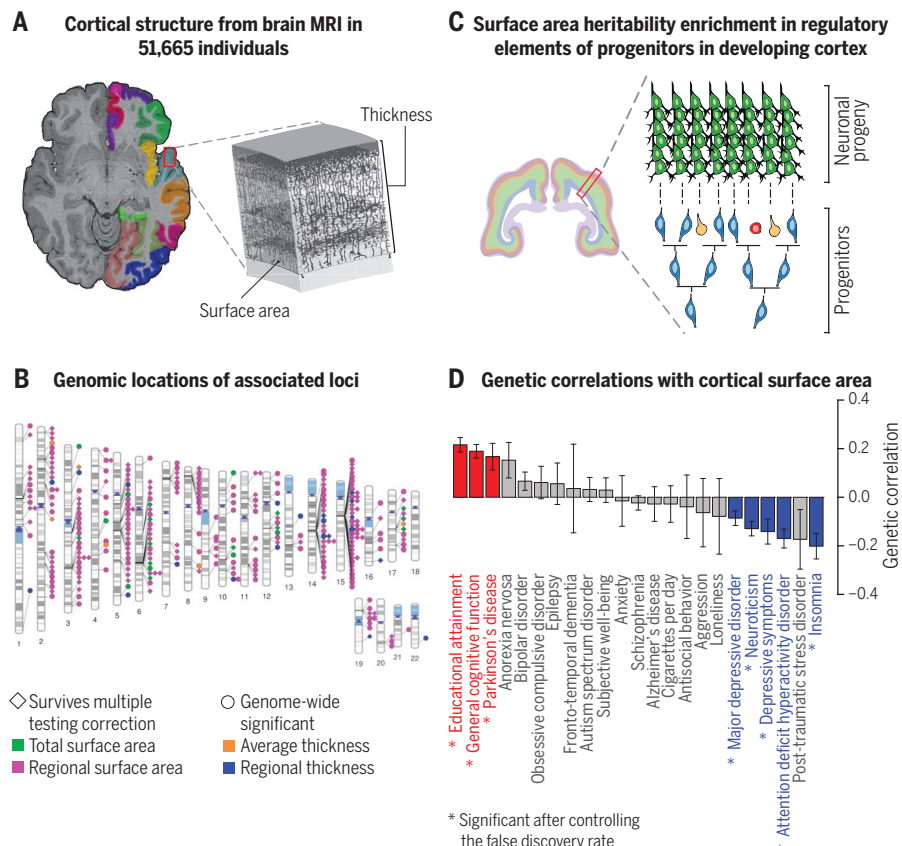 A Cortical structure from brain MRI in
51,665 individuals
Thickness
Surface area
B Genomic locations of associated loci
1 2 3 4 5 6 7 8 9 10 11 12 13 14 15 16 17 18
19 20 21 22
Survives multiple
testing correction
Genome-wide
significant
Total surface area
Average thickness
Regional surface area
Regional thickness
C Surface area heritability enrichment in regulatory
elements of progenitors in developing cortex
Neuronal
progeny
Progenitors
D Genetic correlations with cortical surface area
0.4
0.2
0.0
−0.2
−0.4
Genetic correlation
* Educational attainment
* General cognitive function
* Parkinson's disease
Anorexia nervosa
Bipolar disorder
Obsessive compulsive disorder
Epilepsy
Fronto-temporal dementia
Autism spectrum disorder
Subjective well-being
Anxiety
Schizophrenia
Alzheimer's disease
Cigarettes per day
Antisocial behavior
Aggression
Loneliness
* Major depressive disorder
* Neuroticism
* Depressive symptoms
* Attention deficit hyperactivity disorder
Post-traumatic stress disorder
* Insomnia
* Significant after controlling
the false discovery rate